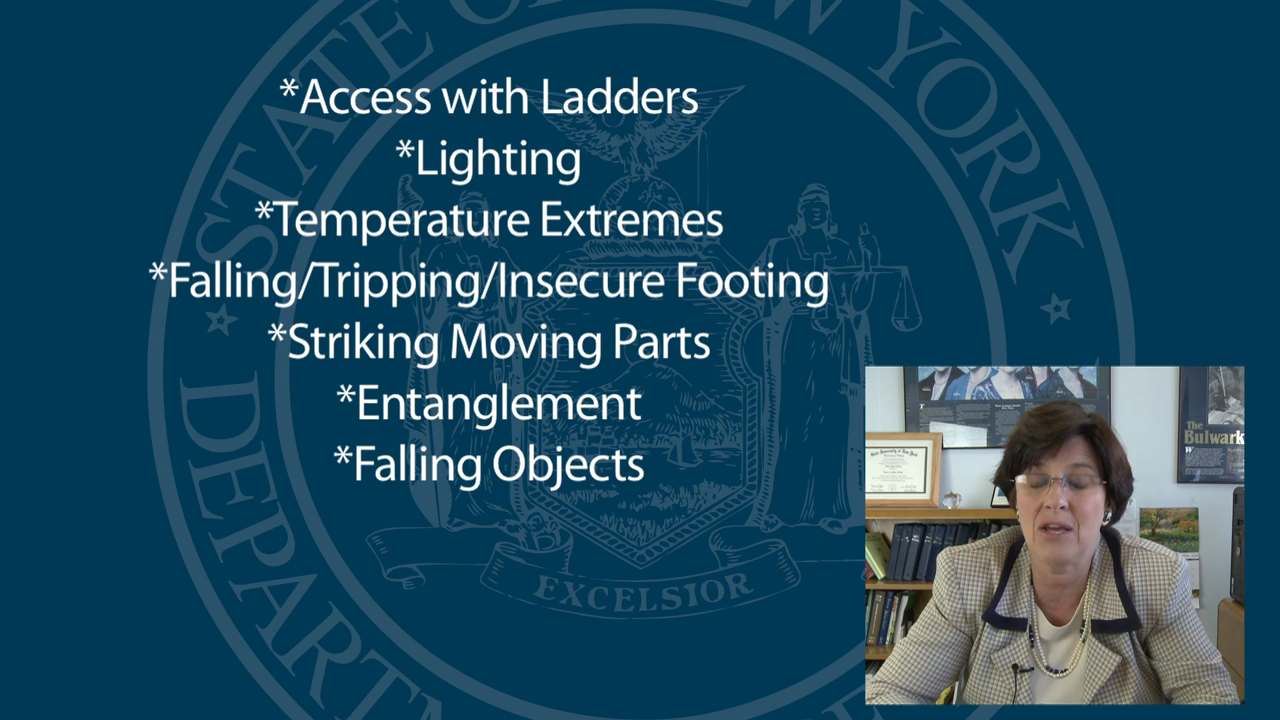 STATE OF NEW YORK
*Access with Ladders
*Lighting
*Temperature Extremes
*Falling/Tripping/Insecure Footing
*Striking Moving Parts
*Entanglement
*Falling Objects
EXCELSIOR
The
Bulwark